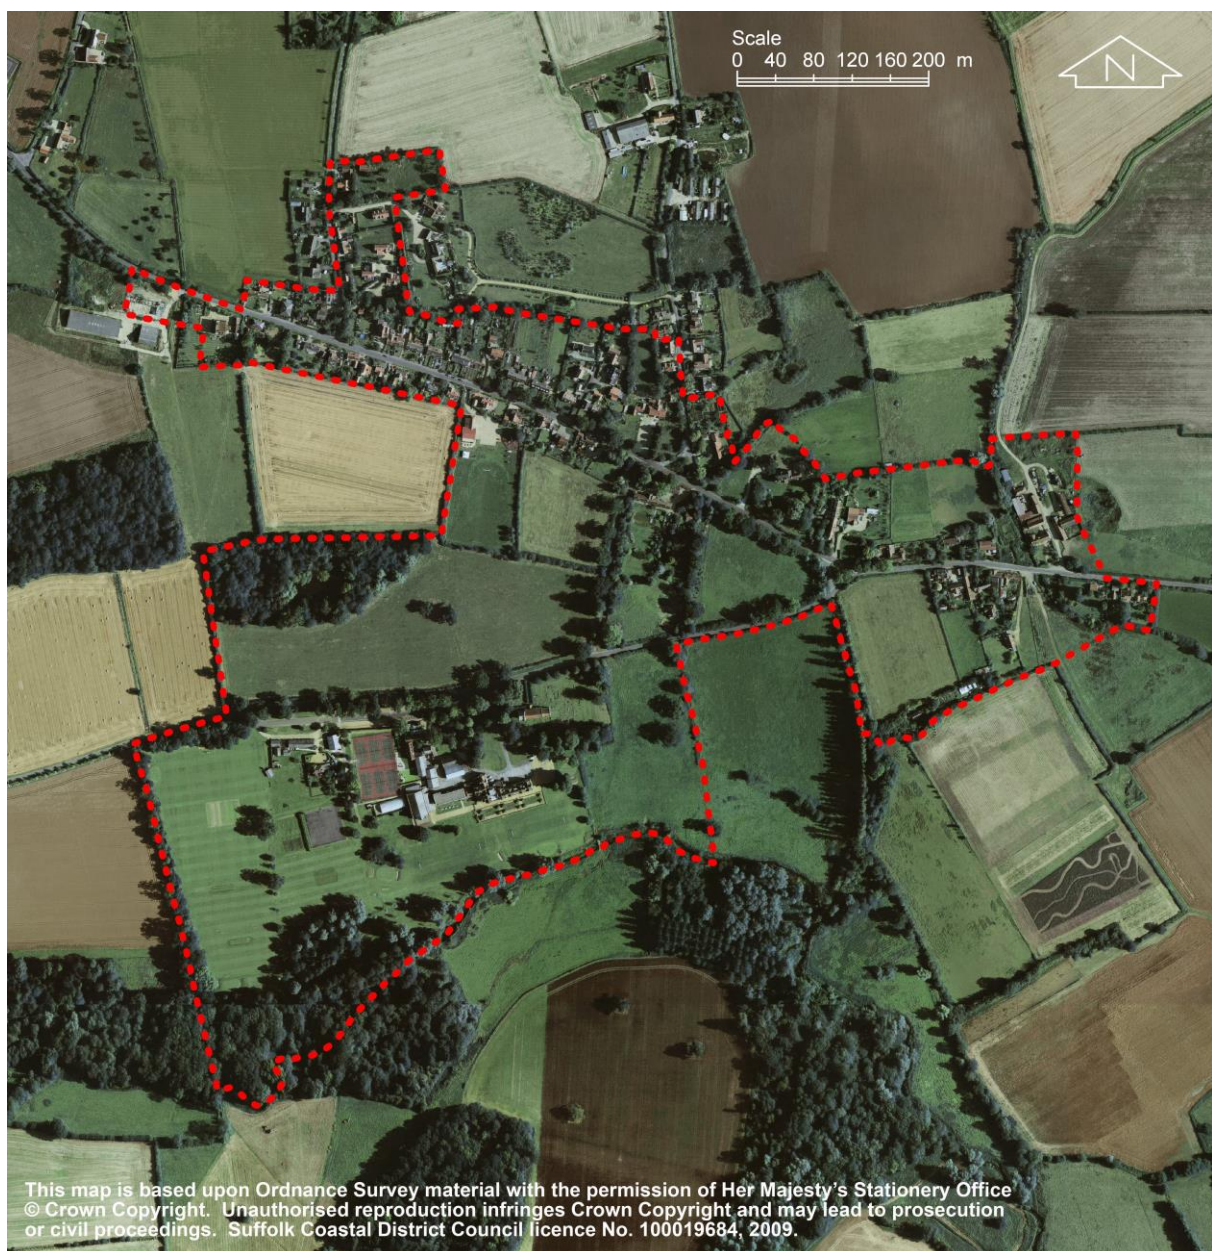 Scale
0 40 80 120 160 200 m
N
This map is based upon Ordnance Survey material with the permission of Her Majesty's Stationery Office
© Crown Copyright. Unauthorised reproduction infringes Crown Copyright and may lead to prosecution
or civil proceedings. Suffolk Coastal District Council licence No. 100019684, 2009.